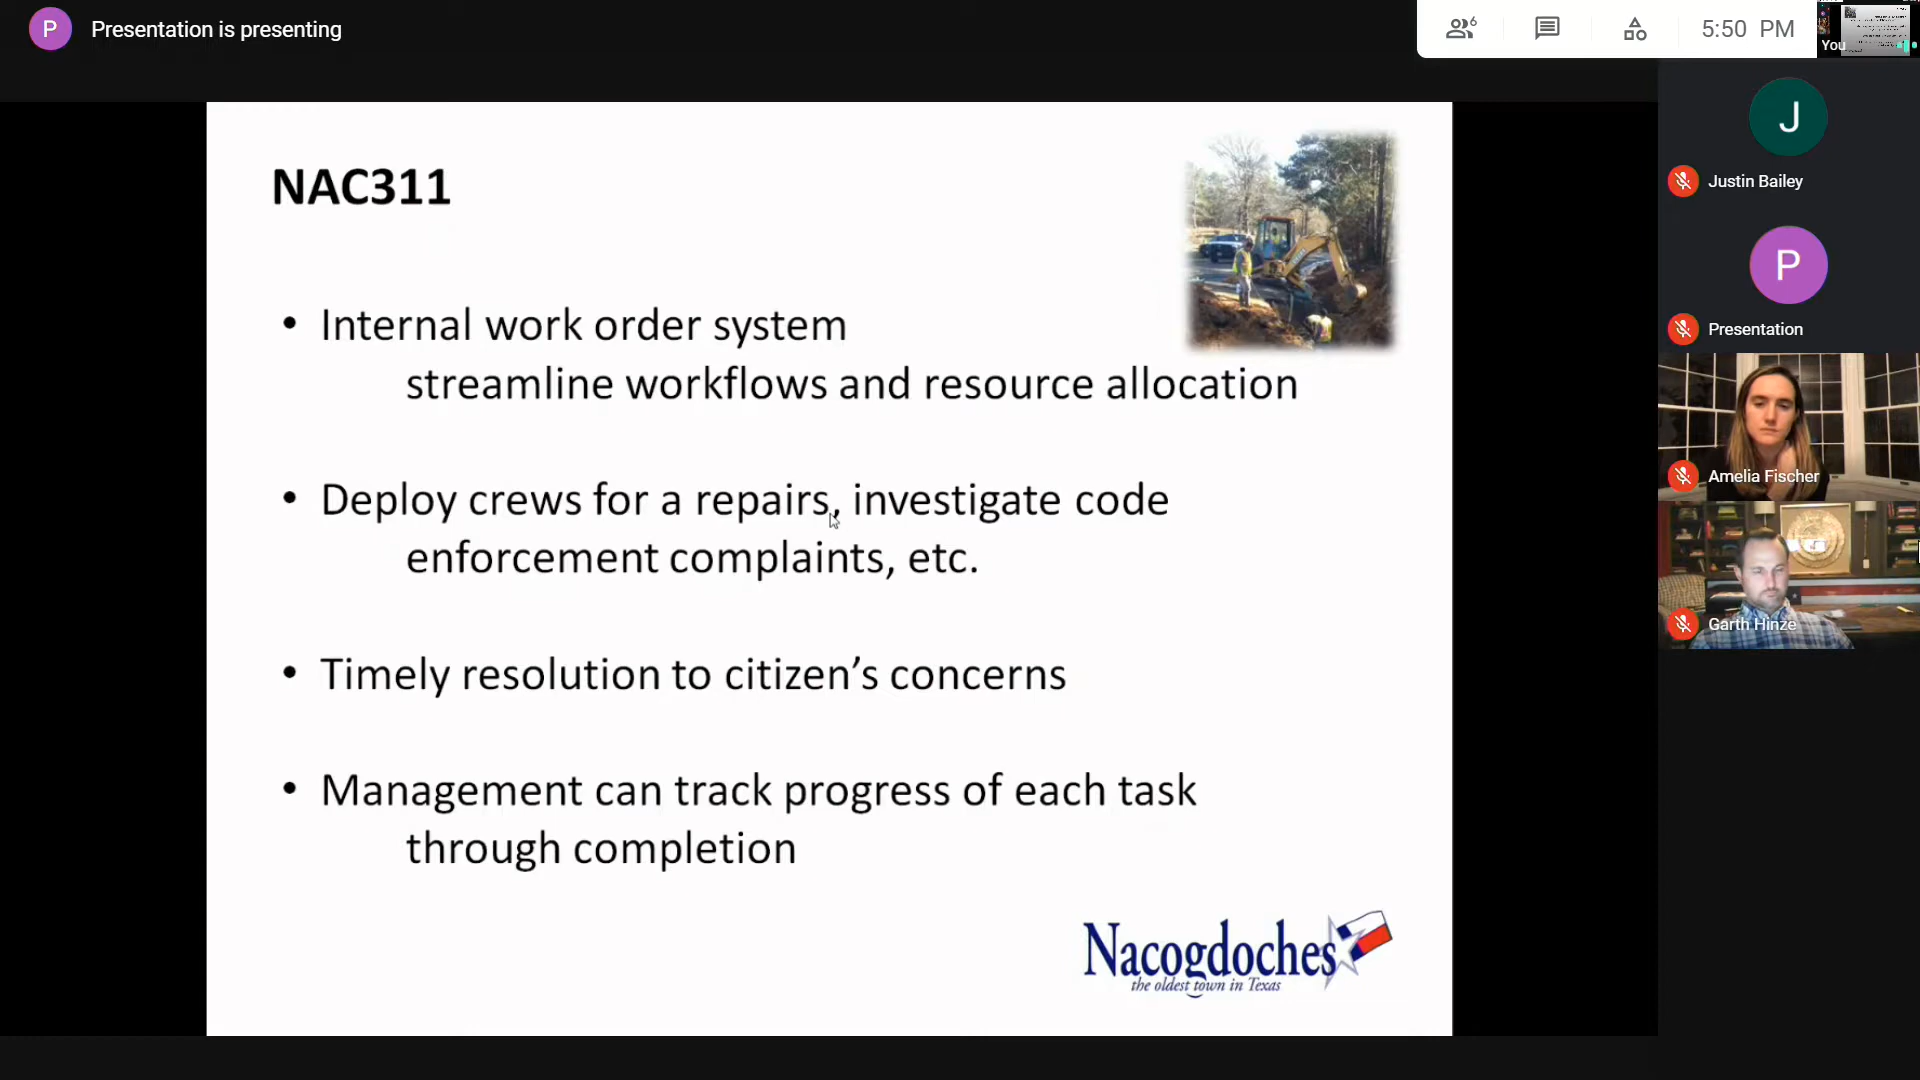 P Presentation is presenting
6
5:50 PM
You
NAC311
• Internal work order system
streamline workflows and resource allocation
• Deploy crews for a repairs, investigate code
enforcement complaints, etc.
• Timely resolution to citizen’s concerns
• Management can track progress of each task
through completion
Nacogdoches
the oldest town in Texas
J
Justin Bailey
P
Presentation
Amelia Fischer
Garth Hinze